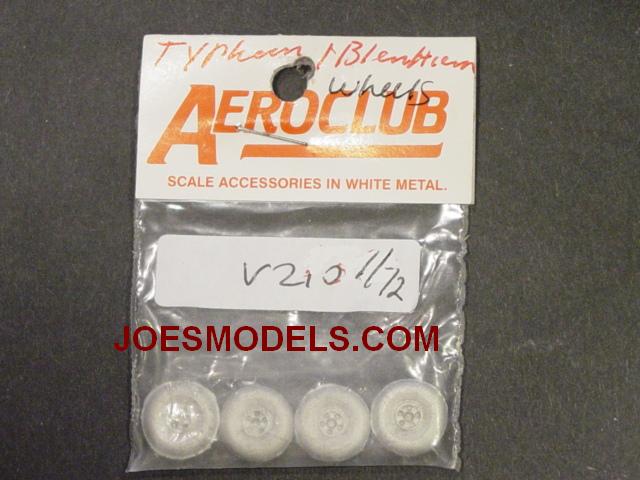 Typhoon / Blenheim
Wheels
AEROCLUB
SCALE ACCESSORIES IN WHITE METAL.
V210 1/72
JOESMODELS.COM